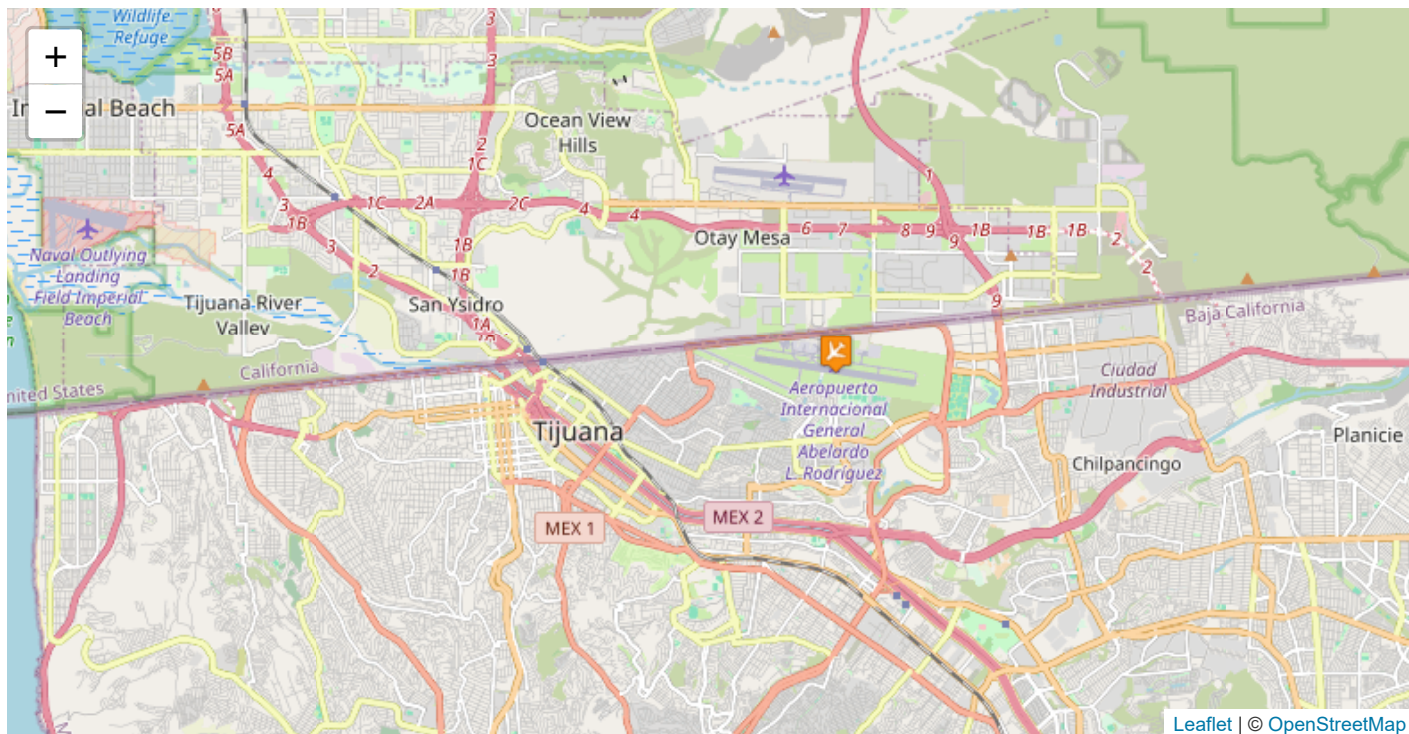 Wildlife
Refuge
+
−
5B
5A
3
3
Beach
5A
4
3
1B
3
2
Ocean View
Hills
2
1C
1C
2A
2C
4
4
1B
1B
1A
1
Otay Mesa
6
7
8
9
9
1B
1B
1B
2
2
9
Naval Outlying
Landing
Field Imperial
Beach
Tijuana River
San Ysidro
California
Baja California
United States
Aeropuerto
Internacional
General
Abelardo
L. Rodríguez
Ciudad
Industrial
Tijuana
Planicie
Chilpancingo
MEX 2
MEX 1
Leaflet | © OpenStreetMap